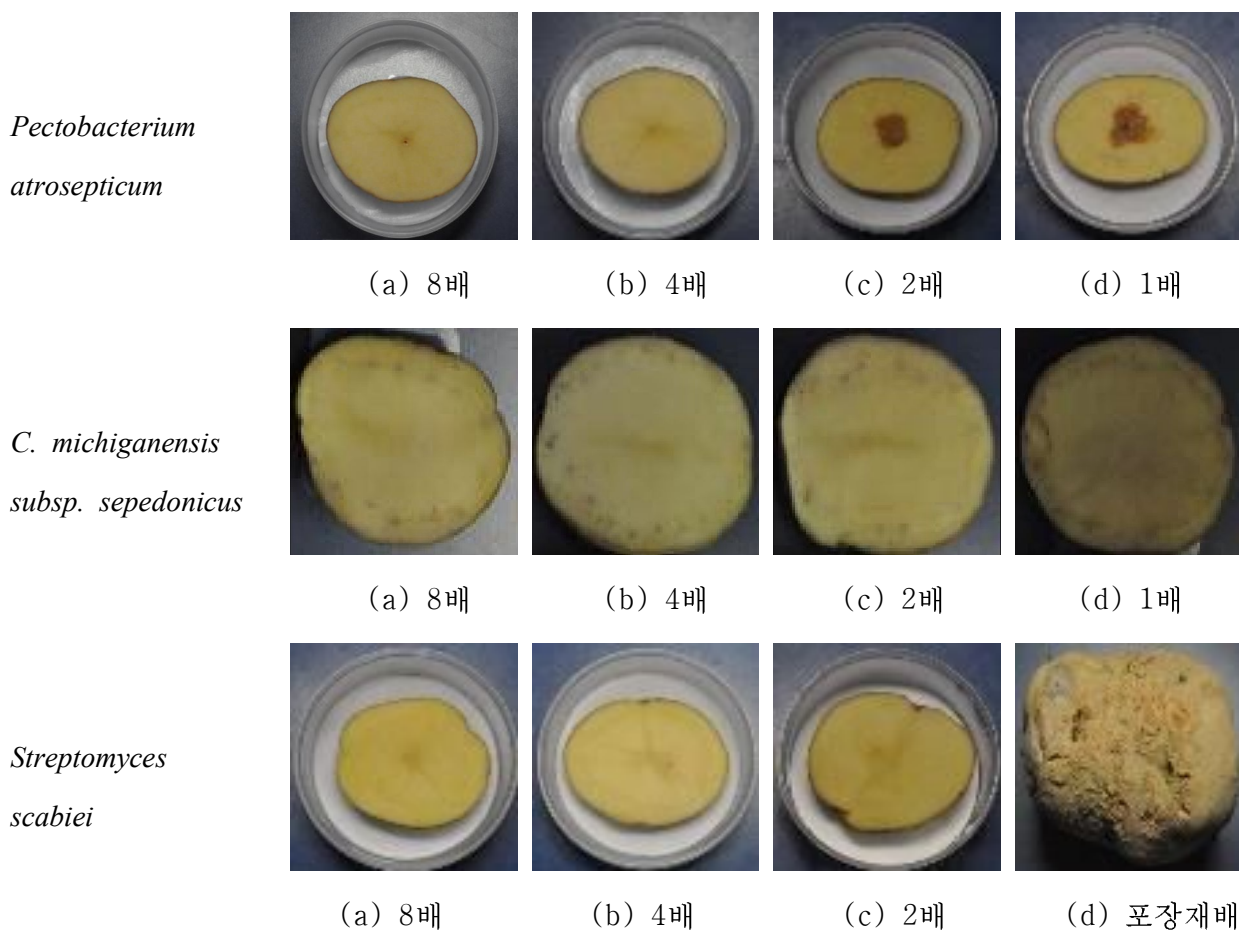 Pectobacterium
atrosepticum
(a) 8배 (b) 4배 (c) 2배 (d) 1배
C. michiganensis
subsp. sepedonicus
(a) 8배 (b) 4배 (c) 2배 (d) 1배
Streptomyces
scabiei
(a) 8배 (b) 4배 (c) 2배 (d) 포장재배